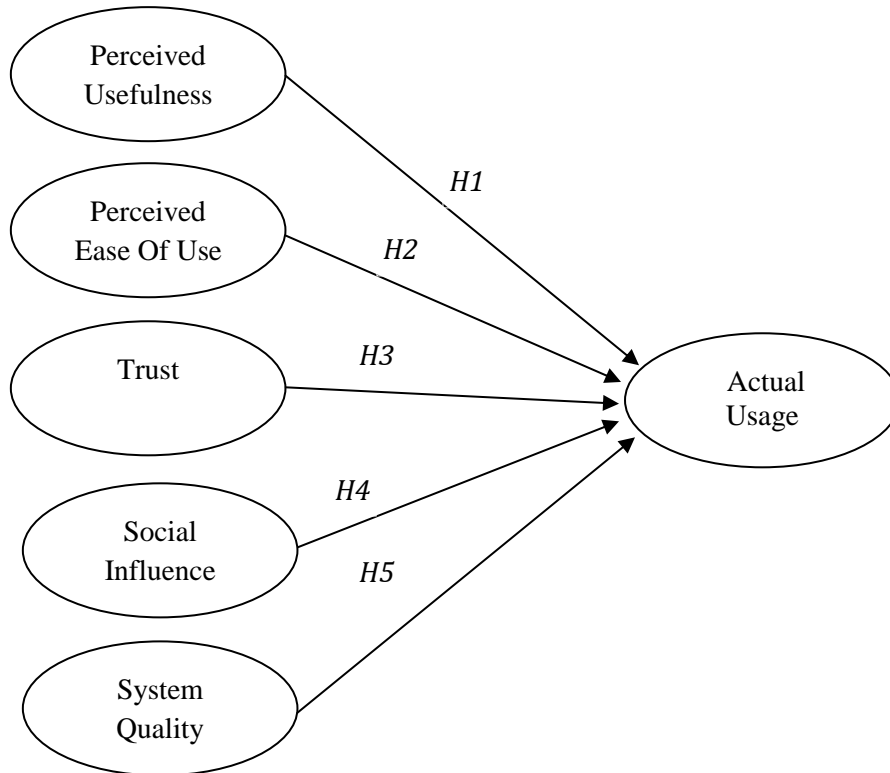 Perceived
Usefulness
H1
Perceived
Ease Of Use
H2
Trust
H3
Actual
Usage
Social
Influence
H4
H5
System
Quality